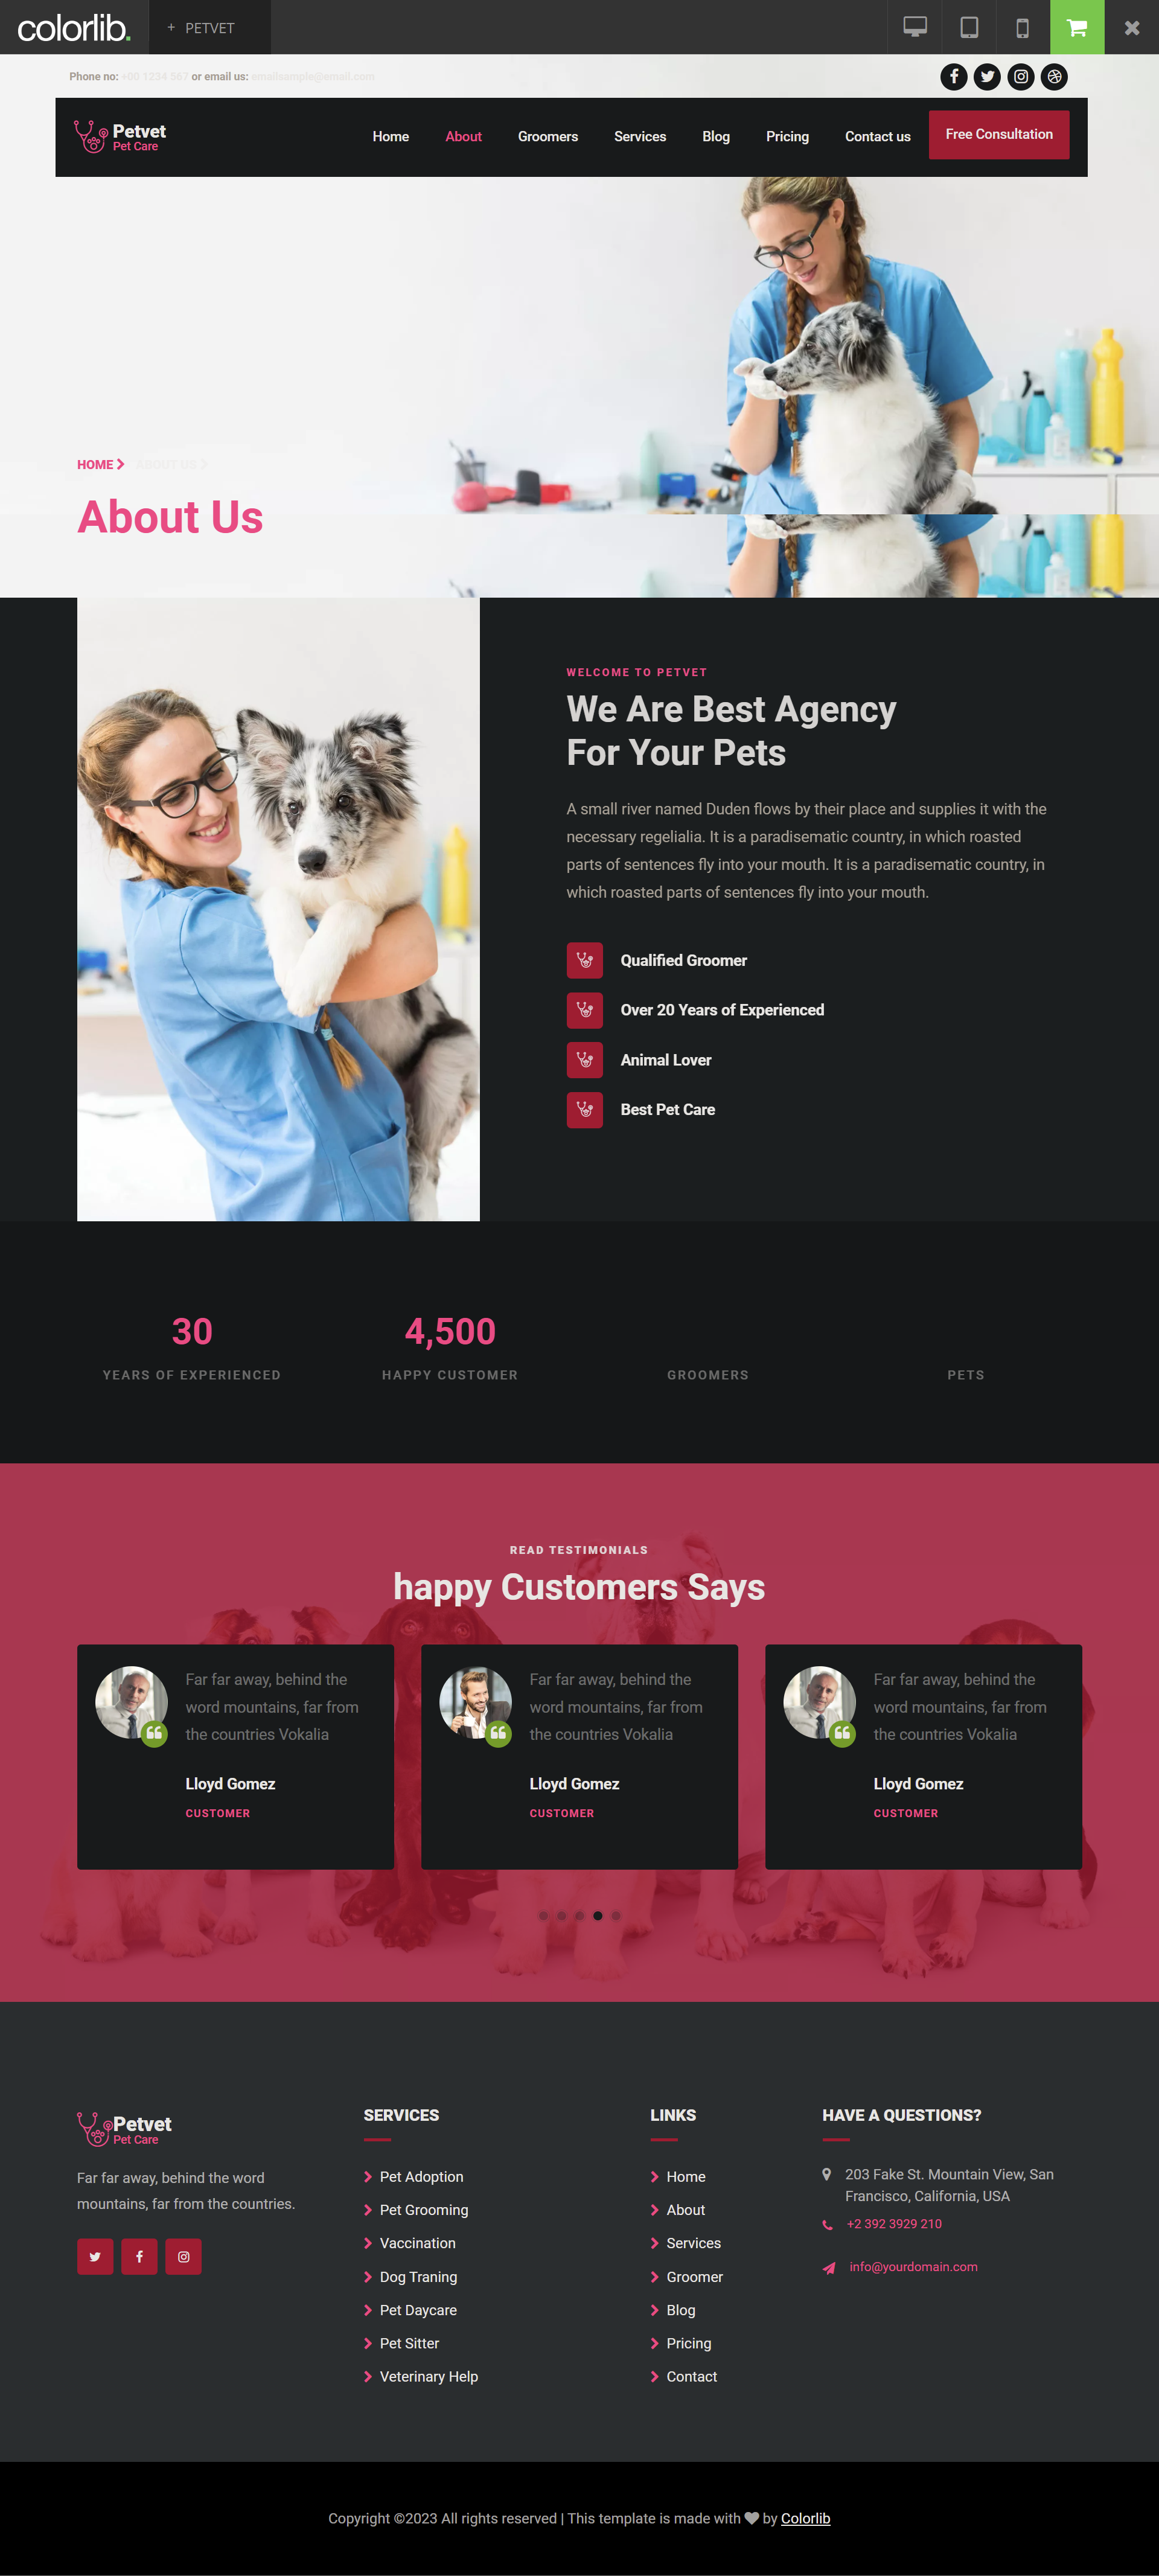 colorlib.
+ PETVET
Phone no: +00 1234 567 or email us: emailsample@email.com
Petvet
Pet Care
Home About Groomers Services Blog Pricing Contact us Free Consultation
HOME ABOUT US
About Us
WELCOME TO PETVET
We Are Best Agency
For Your Pets
A small river named Duden flows by their place and supplies it with the
necessary regelialia. It is a paradisematic country, in which roasted
parts of sentences fly into your mouth. It is a paradisematic country, in
which roasted parts of sentences fly into your mouth.
Qualified Groomer
Over 20 Years of Experienced
Animal Lover
Best Pet Care
30 4,500
YEARS OF EXPERIENCED HAPPY CUSTOMER GROOMERS PETS
READ TESTIMONIALS
happy Customers Says
Far far away, behind the
word mountains, far from
the countries Vokalia
Lloyd Gomez
CUSTOMER
Far far away, behind the
word mountains, far from
the countries Vokalia
Lloyd Gomez
CUSTOMER
Far far away, behind the
word mountains, far from
the countries Vokalia
Lloyd Gomez
CUSTOMER
Petvet
Pet Care
Far far away, behind the word
mountains, far from the countries.
SERVICES
Pet Adoption
Pet Grooming
Vaccination
Dog Traning
Pet Daycare
Pet Sitter
Veterinary Help
LINKS
Home
About
Services
Groomer
Blog
Pricing
Contact
HAVE A QUESTIONS?
203 Fake St. Mountain View, San
Francisco, California, USA
+2 392 3929 210
info@yourdomain.com
Copyright ©2023 All rights reserved | This template is made with ♥ by Colorlib